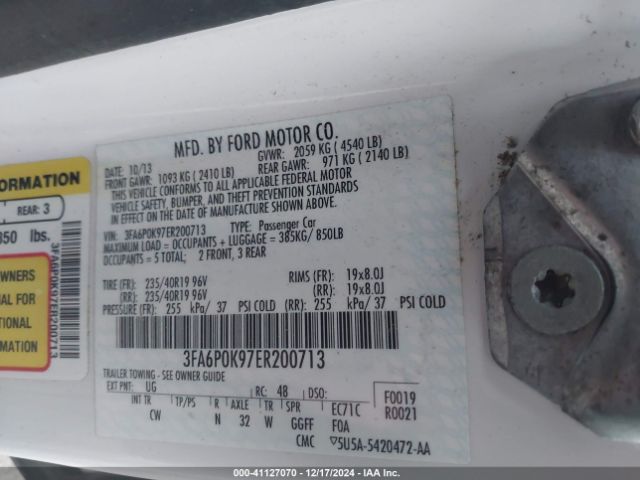 MFD. BY FORD MOTOR CO.
DATE: 10/13 GVWR: 2059 KG ( 4540 LB)
FRONT GAWR: 1093 KG ( 2410 LB) REAR GAWR: 971 KG ( 2140 LB)
THIS VEHICLE CONFORMS TO ALL APPLICABLE FEDERAL MOTOR
VEHICLE SAFETY, BUMPER, AND THEFT PREVENTION STANDARDS
IN EFFECT ON THE DATE OF MANUFACTURE SHOWN ABOVE.
VIN: 3FA6P0K97ER200713 TYPE: Passenger Car
MAXIMUM LOAD = OCCUPANTS + LUGGAGE = 385KG/ 850LB
OCCUPANTS = 5 TOTAL; 2 FRONT, 3 REAR
TIRE (FR): 235/40R19 96V RIMS (FR): 19x8.0J
(RR): 235/40R19 96V (RR): 19x8.0J
PRESSURE (FR): 255 kPa/ 37 PSI COLD (RR): 255 kPa/ 37 PSI COLD
3FA6P0K97ER200713
TRAILER TOWING - SEE OWNER GUIDE
EXT PNT: UG RC: 48 DSO: F0019
INT TR TP/PS R AXLE TR SPR EC71C R0021
CW N 32 W GGFF FOA
CMC 5U5A-5420472-AA
ORMATION
REAR: 3
850 lbs.
3FA6P0K97ER200713
OWNERS
AL FOR
TIONAL
RMATION
000-41127070 - 12/17/2024 - IAA Inc.